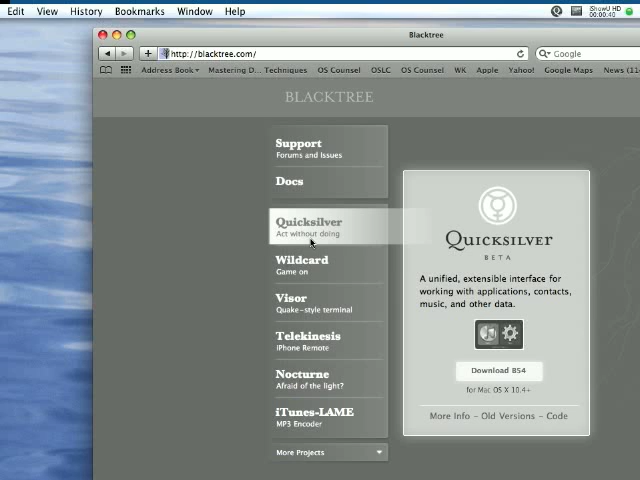 Edit View History Bookmarks Window Help
iShowU HD
00:00:40
Blacktree
http://blacktree.com/
Google
Address Book Mastering D... Techniques OS Counsel OSLC OS Counsel WK Apple Yahoo! Google Maps News (11
BLACKTREE
Support
Forums and Issues
Docs
Quicksilver
Act without doing
Wildcard
Game on
Visor
Quake-style terminal
Telekinesis
iPhone Remote
Nocturne
Afraid of the light?
iTunes-LAME
MP3 Encoder
More Projects
QUICKSILVER
BETA
A unified, extensible interface for
working with applications, contacts,
music, and other data.
Download B54
for Mac OS X 10.4+
More Info - Old Versions - Code